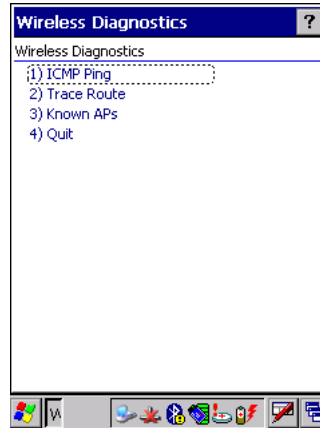 Wireless Diagnostics ?
Wireless Diagnostics
1) ICMP Ping
2) Trace Route
3) Known APs
4) Quit